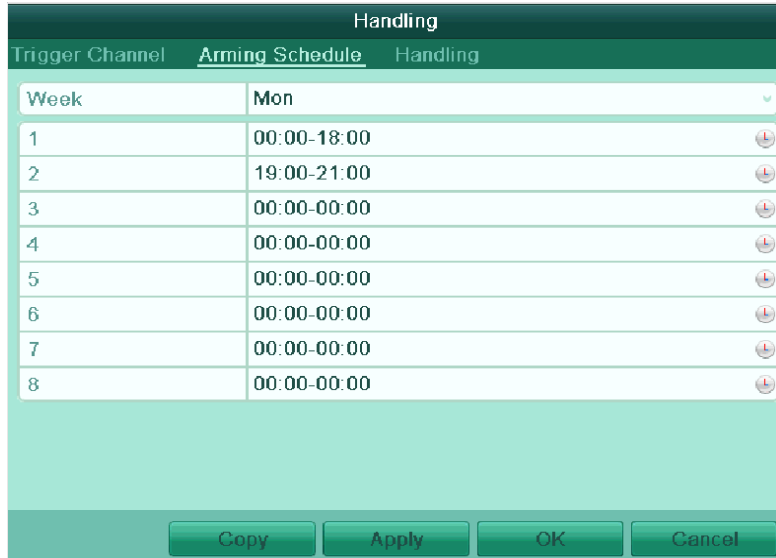 Handling
Trigger Channel Arming Schedule Handling
Week Mon
1 00:00-18:00
2 19:00-21:00
3 00:00-00:00
4 00:00-00:00
5 00:00-00:00
6 00:00-00:00
7 00:00-00:00
8 00:00-00:00
Copy Apply OK Cancel